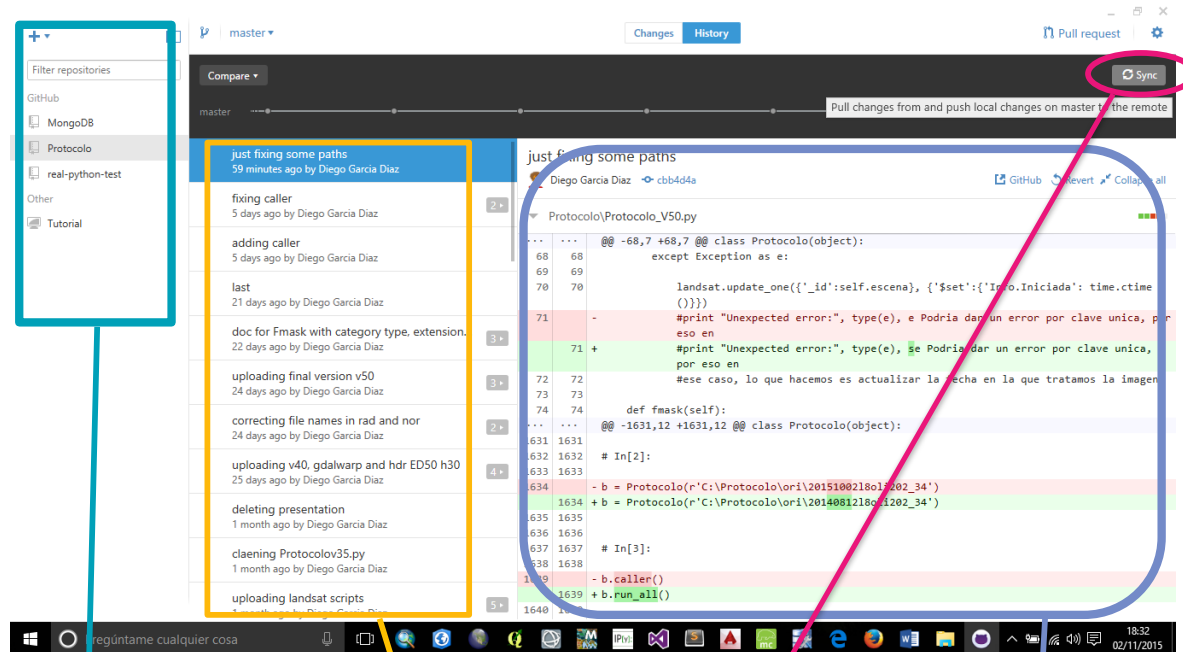 master
Changes
History
Pull request
Filter repositories
GitHub
MongoDB
Protocolo
real-python-test
Other
Tutorial
Compare
Sync
master
Pull changes from and push local changes on master to the remote
just fixing some paths
59 minutes ago by Diego Garcia Diaz
fixing caller
5 days ago by Diego Garcia Diaz
2
adding caller
5 days ago by Diego Garcia Diaz
last
21 days ago by Diego Garcia Diaz
doc for Fmask with category type, extension.
22 days ago by Diego Garcia Diaz
3
uploading final version v50
24 days ago by Diego Garcia Diaz
3
correcting file names in rad and nor
24 days ago by Diego Garcia Diaz
2
uploading v40, gdalwarp and hdr ED50 h30
25 days ago by Diego Garcia Diaz
4
deleting presentation
1 month ago by Diego Garcia Diaz
claening Protocolov35.py
1 month ago by Diego Garcia Diaz
uploading landsat scripts
1 month ago by Diego Garcia Diaz
5
just fixing some paths
Diego Garcia Diaz cbb4d4a
GitHub Revert Collapse all
Protocolo\Protocolo_V50.py
... ... @@ -68,7 +68,7 @@ class Protocolo(object):
68 68 except Exception as e:
69 69
70 70 landsat.update_one({'_id':self.escena}, {'$set':{'Info.Iniciada': time.ctime
()}})
71 - #print "Unexpected error:", type(e), e Podria dar un error por clave unica, por
eso en
71 + #print "Unexpected error:", type(e), se Podria dar un error por clave unica,
por eso en
72 72 #ese caso, lo que hacemos es actualizar la fecha en la que tratamos la imagen
73 73
74 74 def fmask(self):
... ... @@ -1631,12 +1631,12 @@ class Protocolo(object):
1631 1631
1632 1632 # In[2]:
1633 1633
1634 - b = Protocolo(r'C:\Protocolo\ori\20151002l8oli202_34')
1634 + b = Protocolo(r'C:\Protocolo\ori\20140812l8oli202_34')
1635 1635
1636 1636
1637 1637 # In[3]:
1638 1638
1639 - b.caller()
1639 + b.run_all()
1640
Pregúntame cualquier cosa
IP[y]:
18:32
02/11/2015